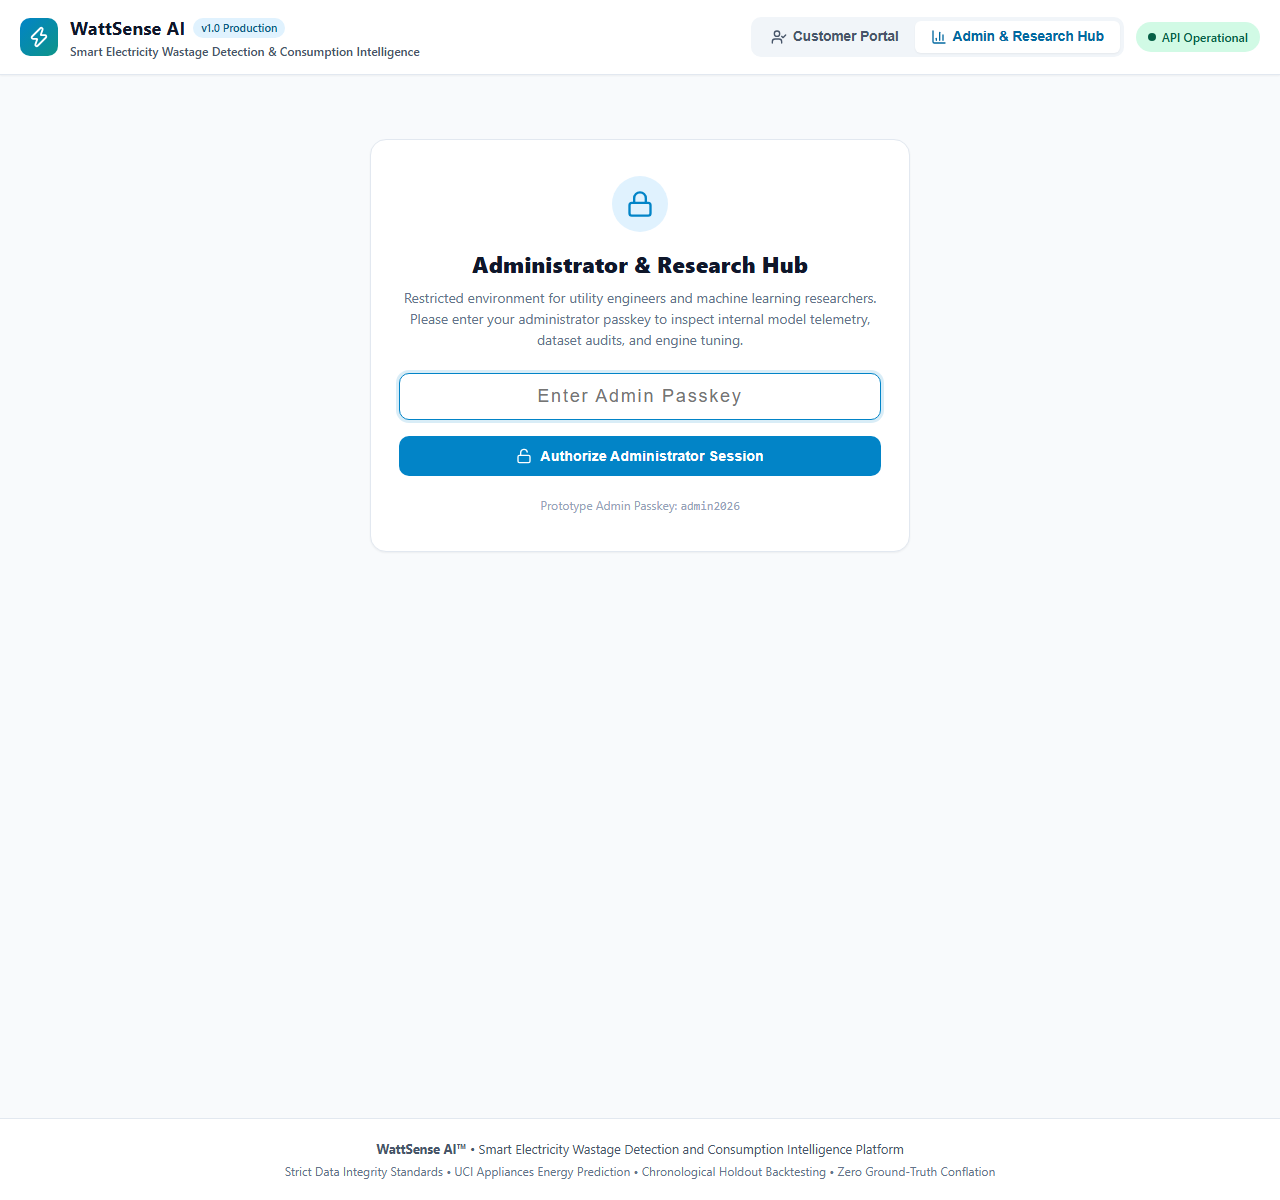 WattSense AI v1.0 Production
Smart Electricity Wastage Detection & Consumption Intelligence
Customer Portal
Admin & Research Hub
API Operational
Administrator & Research Hub
Restricted environment for utility engineers and machine learning researchers.
Please enter your administrator passkey to inspect internal model telemetry,
dataset audits, and engine tuning.
Enter Admin Passkey
Authorize Administrator Session
Prototype Admin Passkey: admin2026
WattSense AI™ • Smart Electricity Wastage Detection and Consumption Intelligence Platform
Strict Data Integrity Standards • UCI Appliances Energy Prediction • Chronological Holdout Backtesting • Zero Ground-Truth Conflation